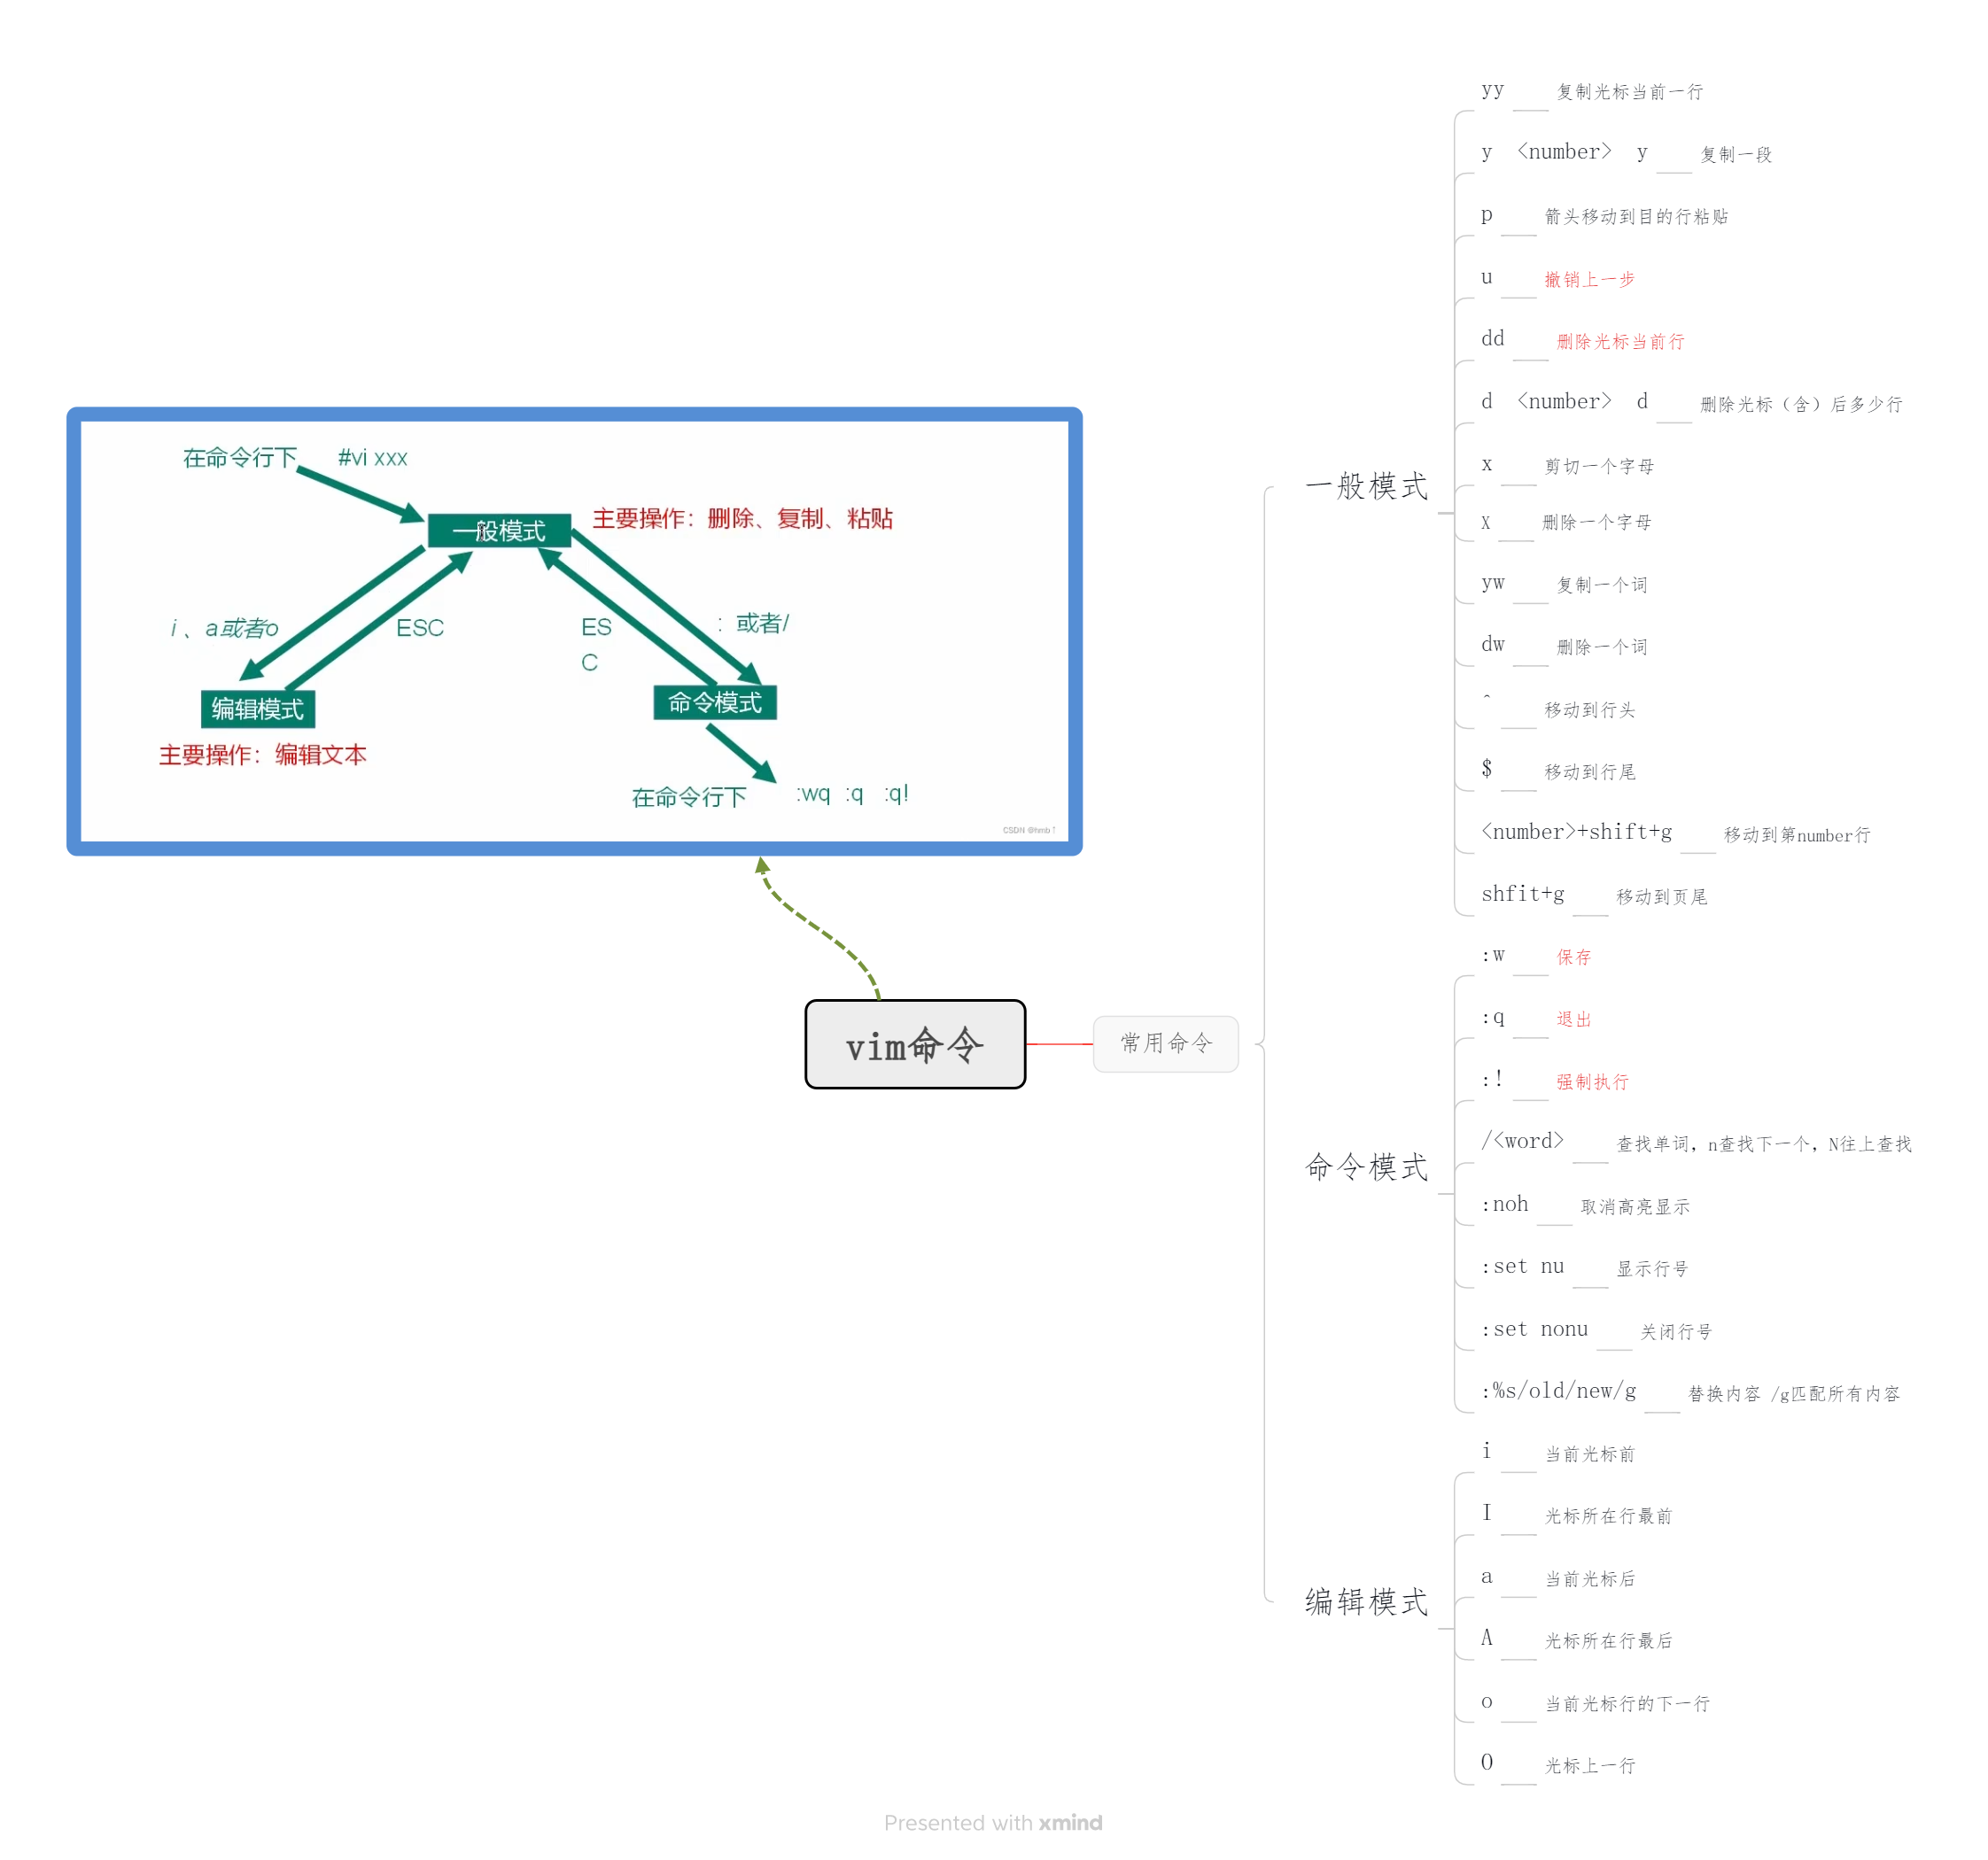 在命令行下 #vi xxx
一般模式
主要操作：删除、复制、粘贴
i 、a或者o
ESC
ES
C
：或者/
编辑模式
主要操作：编辑文本
命令模式
在命令行下 :wq :q :q!
CSDN @hmb↑
vim命令
常用命令
一般模式
yy 复制光标当前一行
y <number> y 复制一段
p 箭头移动到目的行粘贴
u 撤销上一步
dd 删除光标当前行
d <number> d 删除光标（含）后多少行
x 剪切一个字母
X 删除一个字母
yw 复制一个词
dw 删除一个词
^ 移动到行头
$ 移动到行尾
<number>+shift+g 移动到第number行
shfit+g 移动到页尾
命令模式
:w 保存
:q 退出
:! 强制执行
/<word> 查找单词，n查找下一个，N往上查找
:noh 取消高亮显示
:set nu 显示行号
:set nonu 关闭行号
:%s/old/new/g 替换内容 /g匹配所有内容
编辑模式
i 当前光标前
I 光标所在行最前
a 当前光标后
A 光标所在行最后
o 当前光标行的下一行
O 光标上一行
Presented with xmind